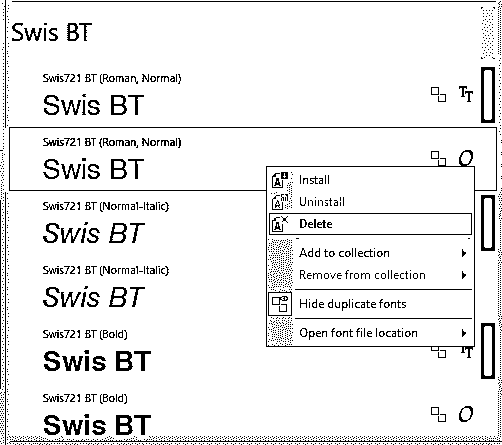 Swis BT
Swis721 BT (Roman, Normal)
Swis BT
Swis721 BT (Roman, Normal)
Swis BT
Install
Uninstall
Delete
Add to collection
Remove from collection
Hide duplicate fonts
Open font file location
Swis721 BT (Normal-Italic)
Swis BT
Swis721 BT (Normal-Italic)
Swis BT
Swis721 BT (Bold)
Swis BT
Swis721 BT (Bold)
Swis BT